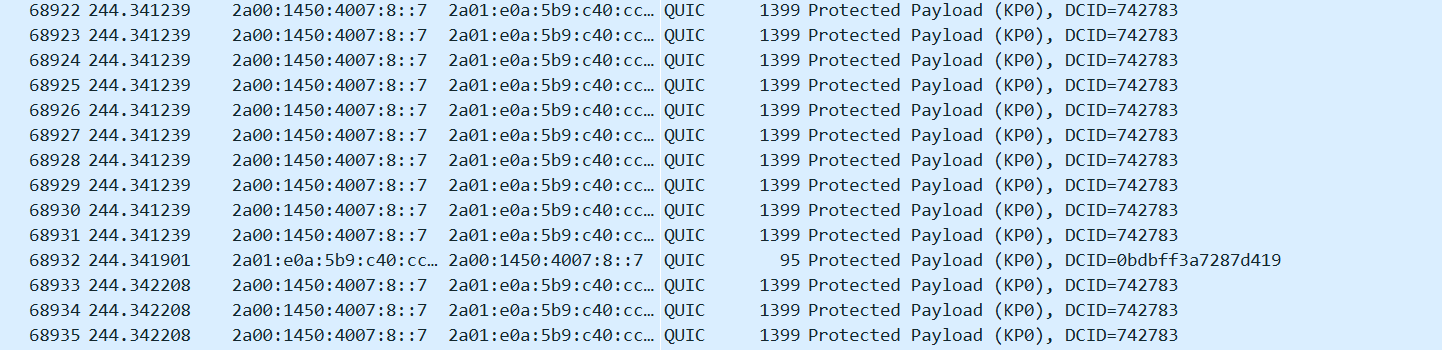 68922 244.341239 2a00:1450:4007:8::7 2a01:e0a:5b9:c40:cc… QUIC 1399 Protected Payload (KP0), DCID=742783
68923 244.341239 2a00:1450:4007:8::7 2a01:e0a:5b9:c40:cc… QUIC 1399 Protected Payload (KP0), DCID=742783
68924 244.341239 2a00:1450:4007:8::7 2a01:e0a:5b9:c40:cc… QUIC 1399 Protected Payload (KP0), DCID=742783
68925 244.341239 2a00:1450:4007:8::7 2a01:e0a:5b9:c40:cc… QUIC 1399 Protected Payload (KP0), DCID=742783
68926 244.341239 2a00:1450:4007:8::7 2a01:e0a:5b9:c40:cc… QUIC 1399 Protected Payload (KP0), DCID=742783
68927 244.341239 2a00:1450:4007:8::7 2a01:e0a:5b9:c40:cc… QUIC 1399 Protected Payload (KP0), DCID=742783
68928 244.341239 2a00:1450:4007:8::7 2a01:e0a:5b9:c40:cc… QUIC 1399 Protected Payload (KP0), DCID=742783
68929 244.341239 2a00:1450:4007:8::7 2a01:e0a:5b9:c40:cc… QUIC 1399 Protected Payload (KP0), DCID=742783
68930 244.341239 2a00:1450:4007:8::7 2a01:e0a:5b9:c40:cc… QUIC 1399 Protected Payload (KP0), DCID=742783
68931 244.341239 2a00:1450:4007:8::7 2a01:e0a:5b9:c40:cc… QUIC 1399 Protected Payload (KP0), DCID=742783
68932 244.341901 2a01:e0a:5b9:c40:cc… 2a00:1450:4007:8::7 QUIC 95 Protected Payload (KP0), DCID=0bdbff3a7287d419
68933 244.342208 2a00:1450:4007:8::7 2a01:e0a:5b9:c40:cc… QUIC 1399 Protected Payload (KP0), DCID=742783
68934 244.342208 2a00:1450:4007:8::7 2a01:e0a:5b9:c40:cc… QUIC 1399 Protected Payload (KP0), DCID=742783
68935 244.342208 2a00:1450:4007:8::7 2a01:e0a:5b9:c40:cc… QUIC 1399 Protected Payload (KP0), DCID=742783